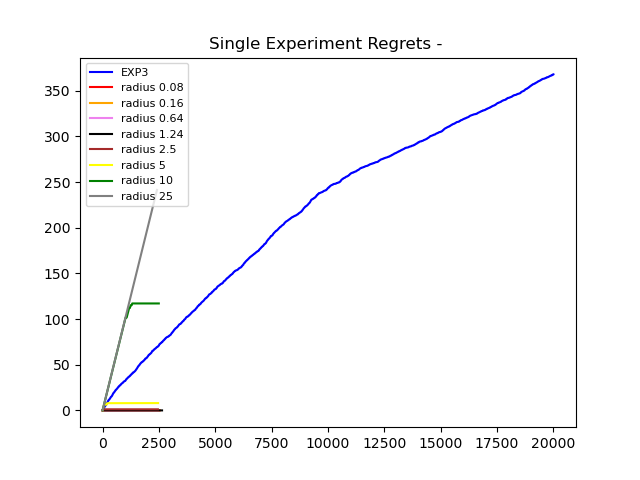 Single Experiment Regrets -
EXP3
radius 0.08
radius 0.16
radius 0.64
radius 1.24
radius 2.5
radius 5
radius 10
radius 25
350
300
250
200
150
100
50
0
0 2500 5000 7500 10000 12500 15000 17500 20000